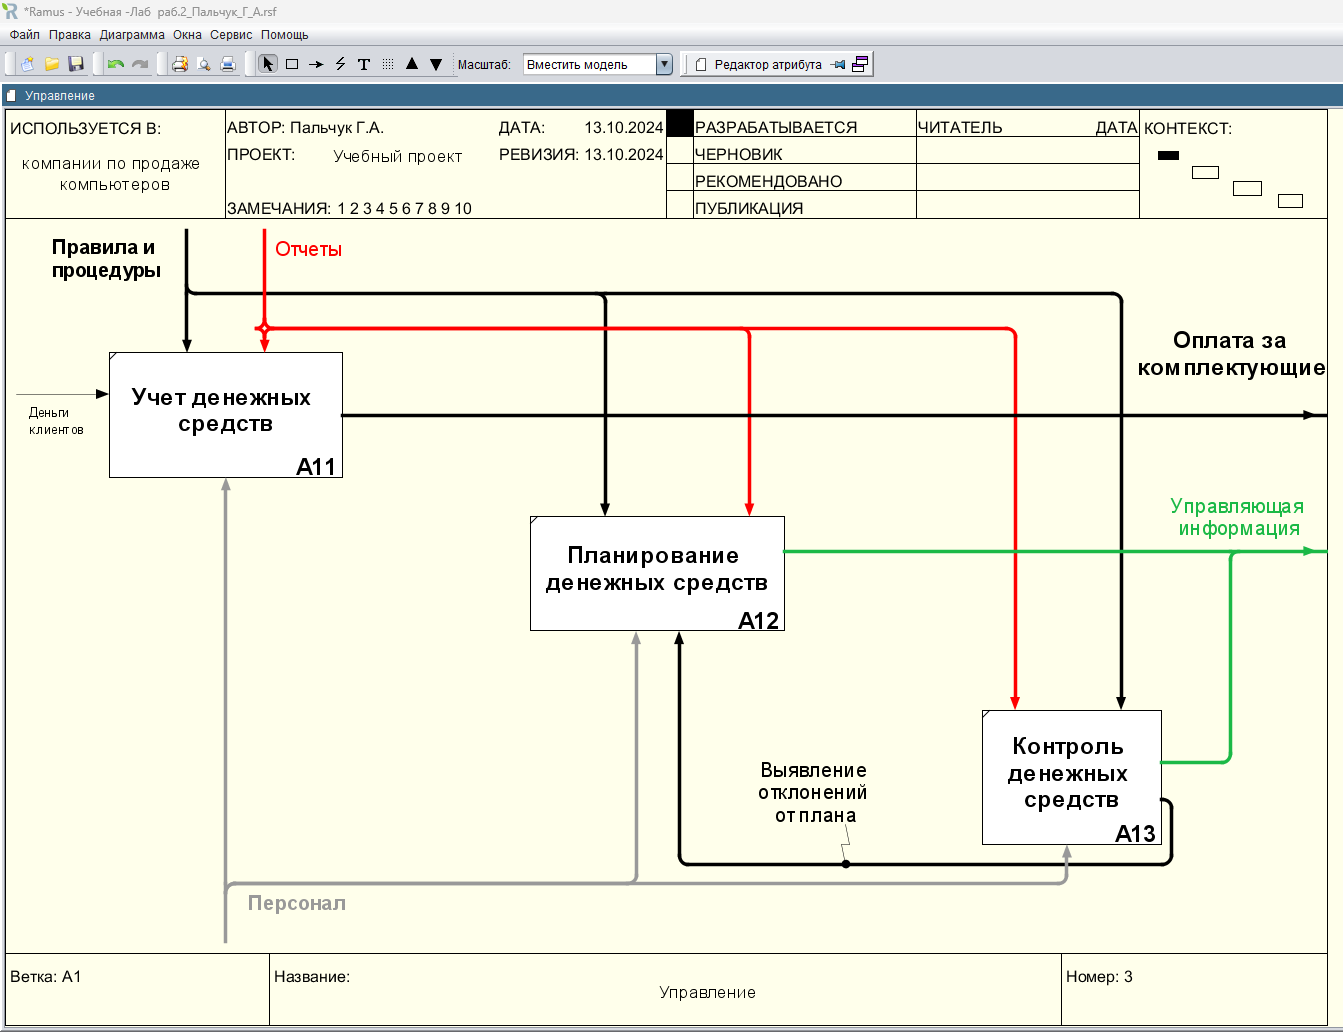 *Ramus - Учебная -Лаб раб.2_Пальчук_Г_А.rsf
Файл Правка Диаграмма Окна Сервис Помощь
Масштаб: Вместить модель Редактор атрибута
Управление
ИСПОЛЬЗУЕТСЯ В:
компании по продаже
компьютеров
АВТОР: Пальчук Г.А.
ДАТА: 13.10.2024
ПРОЕКТ: Учебный проект
РЕВИЗИЯ: 13.10.2024
ЗАМЕЧАНИЯ: 1 2 3 4 5 6 7 8 9 10
РАЗРАБАТЫВАЕТСЯ
ЧЕРНОВИК
РЕКОМЕНДОВАНО
ПУБЛИКАЦИЯ
ЧИТАТЕЛЬ ДАТА
КОНТЕКСТ:
Правила и
процедуры
Отчеты
Оплата за
комплектующие
Деньги
клиентов
Учет денежных
средств
A11
Управляющая
информация
Планирование
денежных средств
A12
Контроль
денежных
средств
A13
Выявление
отклонений
от плана
Персонал
Ветка: A1
Название:
Управление
Номер: 3